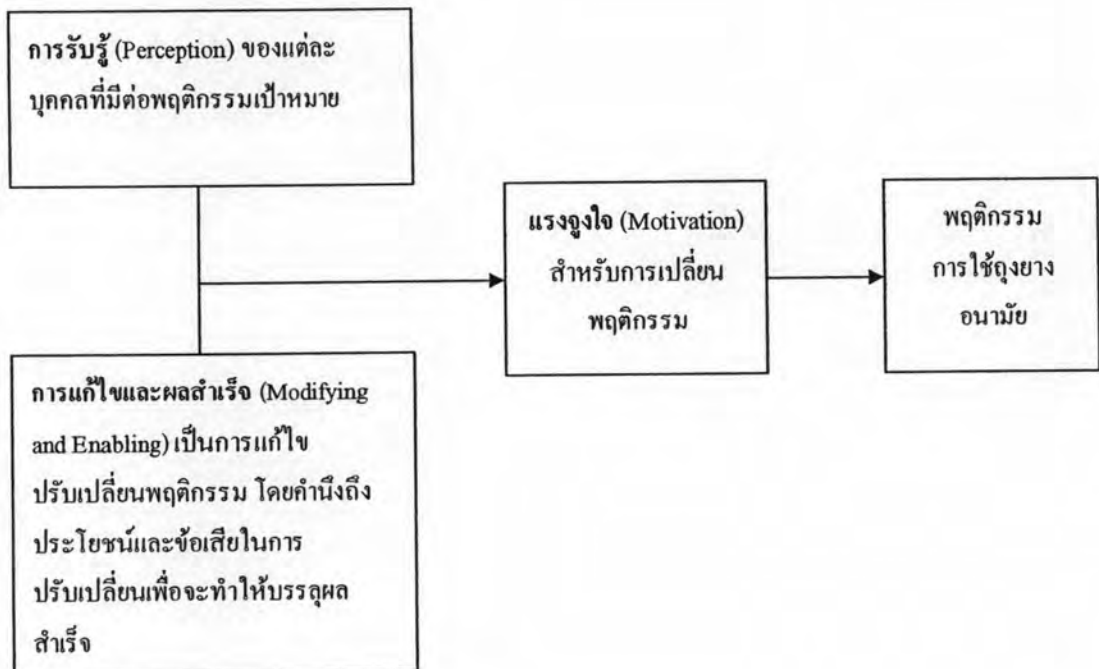 การรับรู้ (Perception) ของแต่ละ
บุคคลที่มีต่อพฤติกรรมเป้าหมาย
แรงจูงใจ (Motivation)
สำหรับการเปลี่ยน
พฤติกรรม
พฤติกรรม
การใช้ถุงยาง
อนามัย
การแก้ไขและผลสำเร็จ (Modifying
and Enabling) เป็นการแก้ไข
ปรับเปลี่ยนพฤติกรรม โดยคำนึงถึง
ประโยชน์และข้อเสียในการ
ปรับเปลี่ยนเพื่อจะทำให้บรรลุผล
สำเร็จ